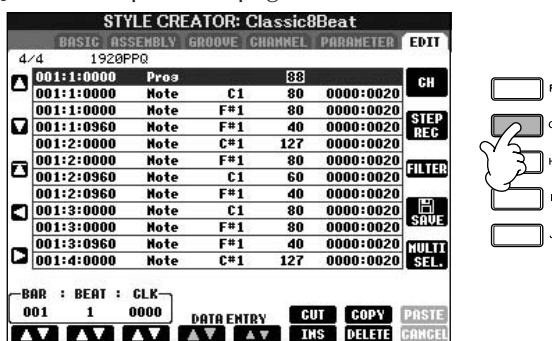 STYLE CREATOR: Classic8Beat
BASIC ASSEMBLY GROOVE CHANNEL PARAMETER EDIT
4/4 1920PPQ
001:1:0000 Prog 88
001:1:0000 Note C1 80 0000:0020
001:1:0000 Note F#1 80 0000:0020
001:1:0960 Note F#1 40 0000:0020
001:2:0000 Note C#1 127 0000:0020
001:2:0000 Note F#1 80 0000:0020
001:2:0960 Note C1 60 0000:0020
001:2:0960 Note F#1 40 0000:0020
001:3:0000 Note C1 80 0000:0020
001:3:0000 Note F#1 80 0000:0020
001:3:0960 Note F#1 40 0000:0020
001:4:0000 Note C#1 127 0000:0020
CH
STEP
REC
FILTER
SAVE
MULTI
SEL.
BAR : BEAT : CLK
001 1 0000
DATA ENTRY
CUT COPY PASTE
INS DELETE CANCEL